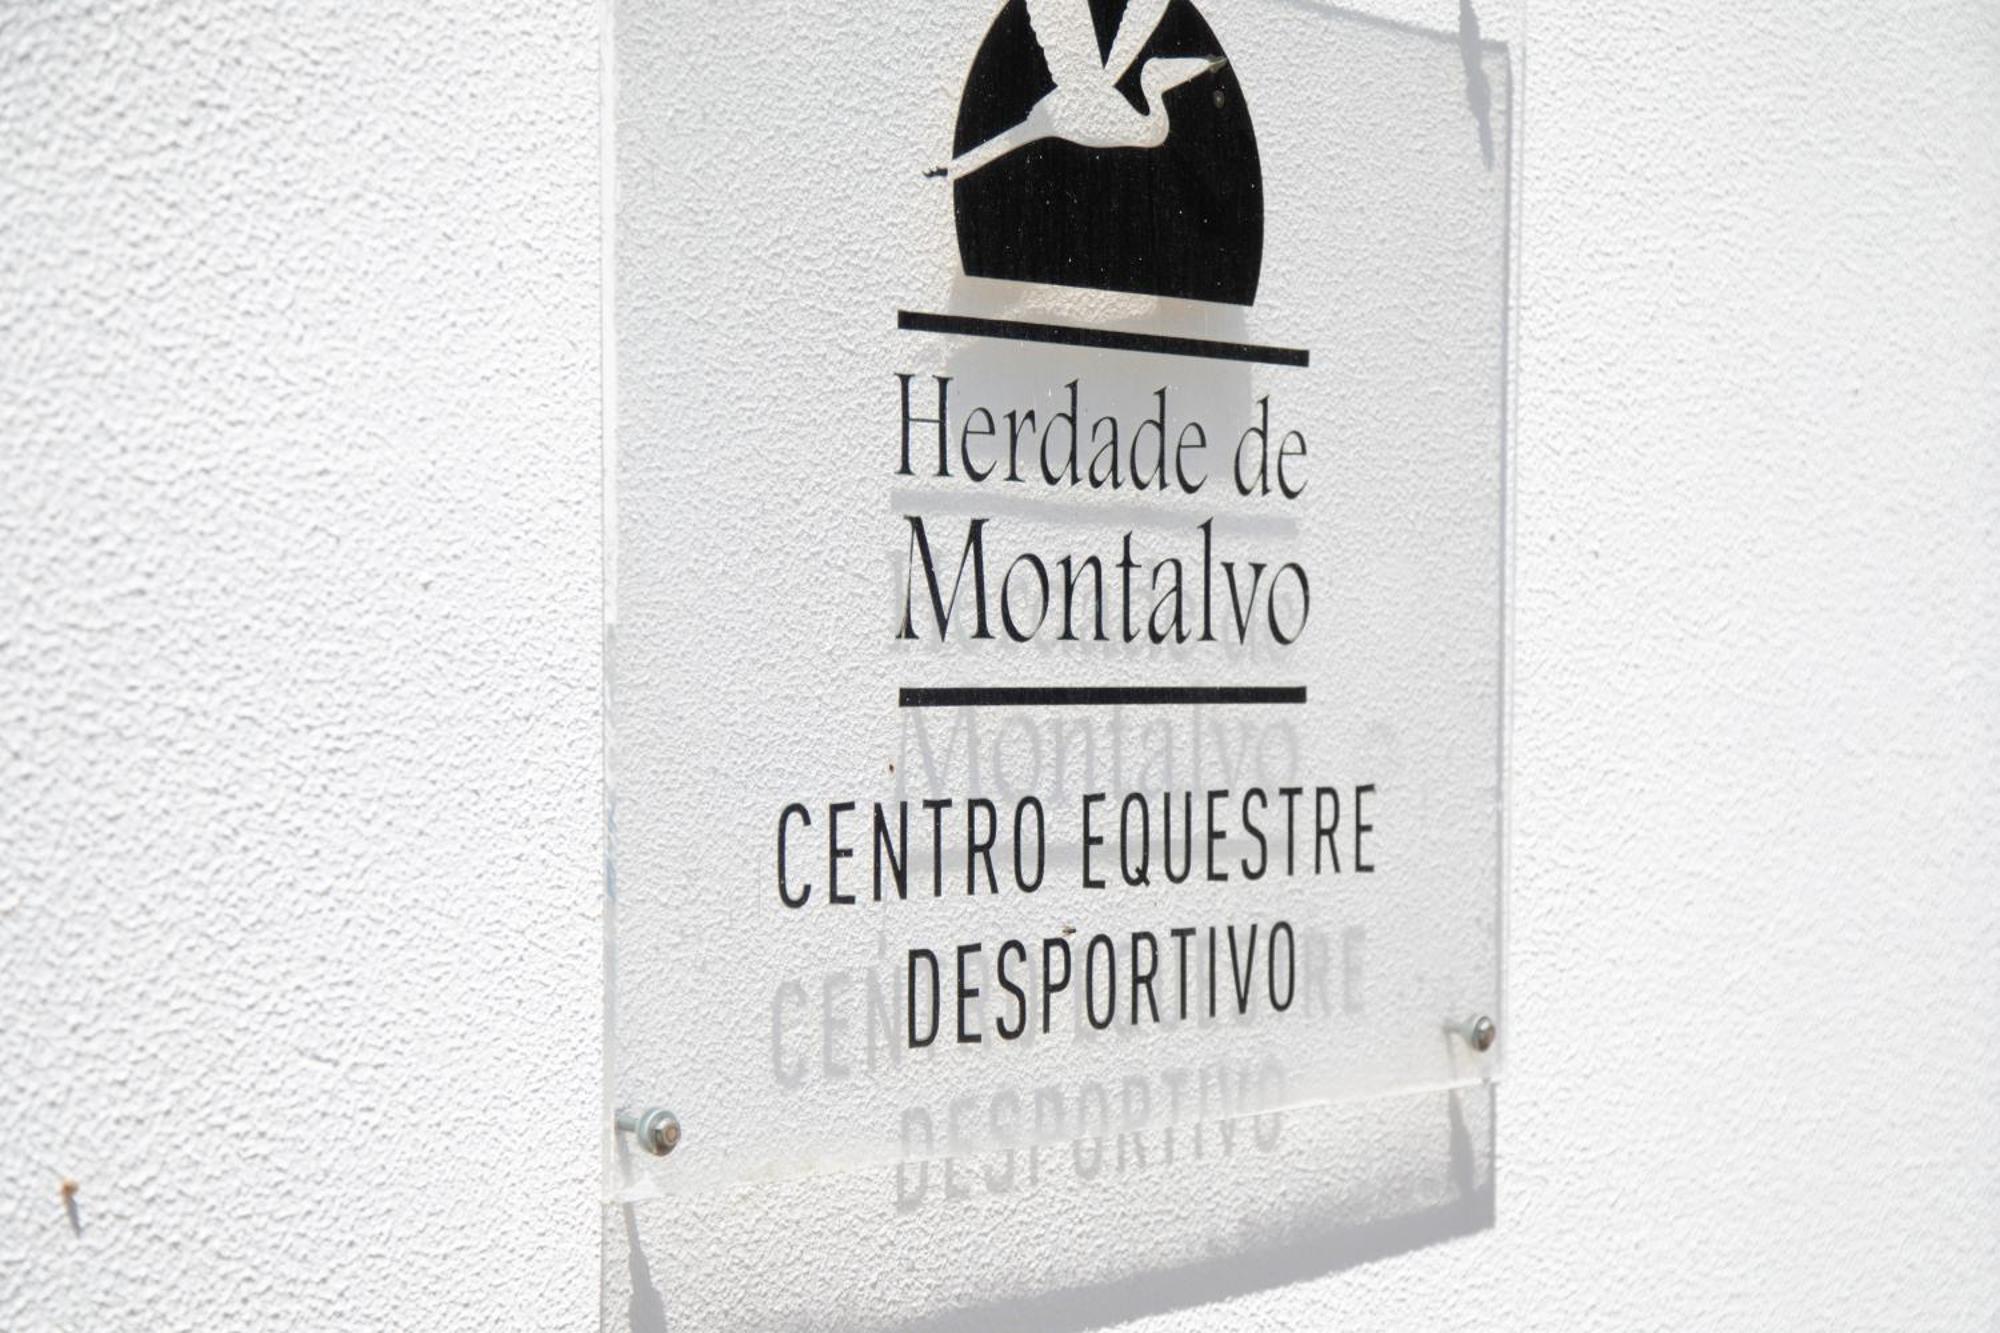 Herdade de
Montalvo
CENTRO EQUESTRE
DESPORTIVO